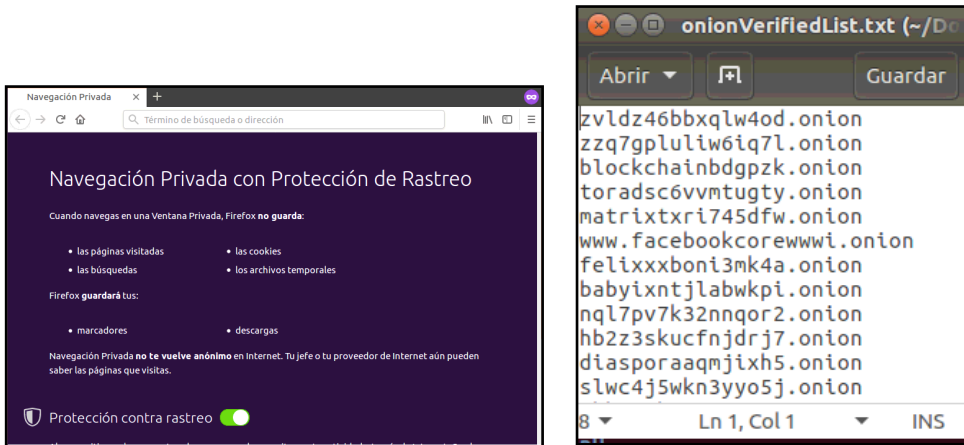 Navegación Privada
Término de búsqueda o dirección
Navegación Privada con Protección de Rastreo
Cuando navegas en una Ventana Privada, Firefox no guarda:
• las páginas visitadas
• las cookies
• las búsquedas
• los archivos temporales
Firefox guardará tus:
• marcadores
• descargas
Navegación Privada no te vuelve anónimo en Internet. Tu jefe o tu proveedor de Internet aún pueden
saber las páginas que visitas.
Protección contra rastreo
onionVerifiedList.txt (~/Do
Abrir
Guardar
zvldz46bbxqlw4od.onion
zzq7gpluliw6iq7l.onion
blockchainbdgpzk.onion
toradsc6vvmtugty.onion
matrixtxri745dfw.onion
www.facebookcorewwwi.onion
felixxxboni3mk4a.onion
babyixntjlabwkpi.onion
nql7pv7k32nnqor2.onion
hb2z3skucfnjdrj7.onion
diasporaaqmjixh5.onion
slwc4j5wkn3yyo5j.onion
8
Ln 1, Col 1
INS